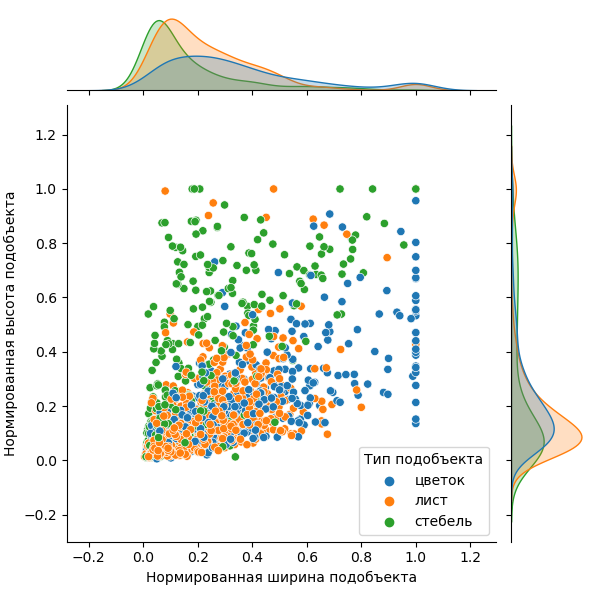 1.2
1.0
0.8
0.6
0.4
0.2
0.0
−0.2
Нормированная высота подобъекта
Тип подобъекта
цветок
лист
стебель
−0.2 0.0 0.2 0.4 0.6 0.8 1.0 1.2
Нормированная ширина подобъекта